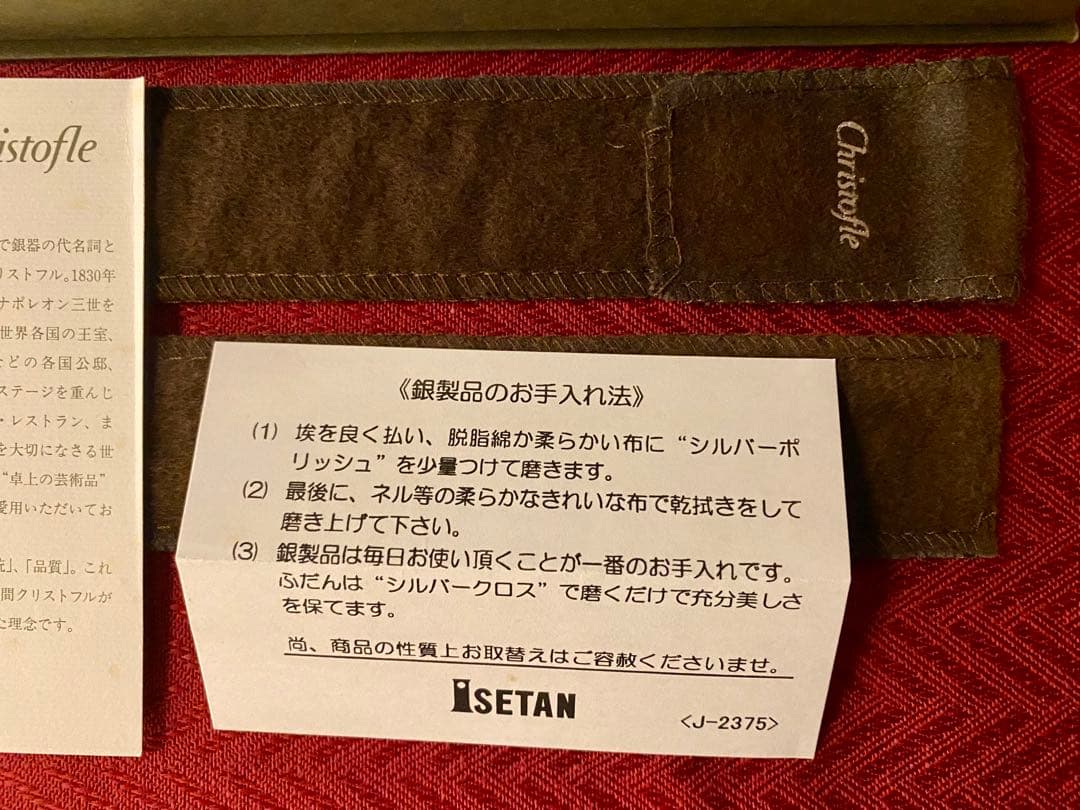 istofle
で銀器の代名詞と
リストフル。1830年
ナポレオン三世を
世界各国の王室、
などの各国公邸、
ステージを重んじ
・レストラン、ま
を大切になさる世
“卓上の芸術品”
愛用いただいてお
」、「品質」。これ
間クリストフルが
た理念です。
Christofle
《銀製品のお手入れ法》
(1) 埃を良く払い、脱脂綿か柔らかい布に “シルバーポ
リッシュ” を少量つけて磨きます。
(2) 最後に、ネル等の柔らかなきれいな布で乾拭きをして
磨き上げて下さい。
(3) 銀製品は毎日お使い頂くことが一番のお手入れです。
ふだんは “シルバークロス” で磨くだけで充分美しさ
を保てます。
尚、商品の性質上お取替えはご容赦くださいませ。
ISETAN
<J-2375>